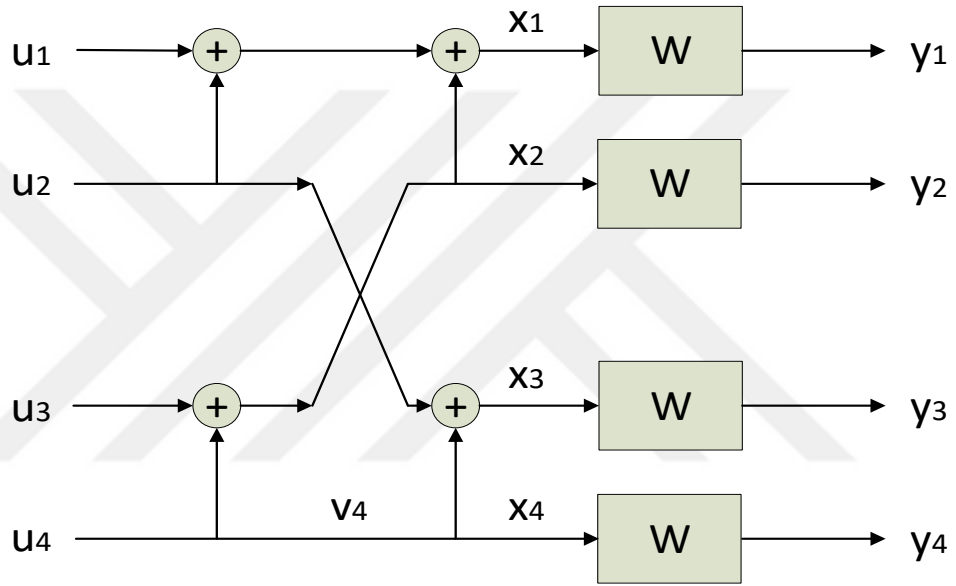 u1 + + x1 W y1
u2 x2 W y2
u3 + + x3 W y3
u4 v4 x4 W y4